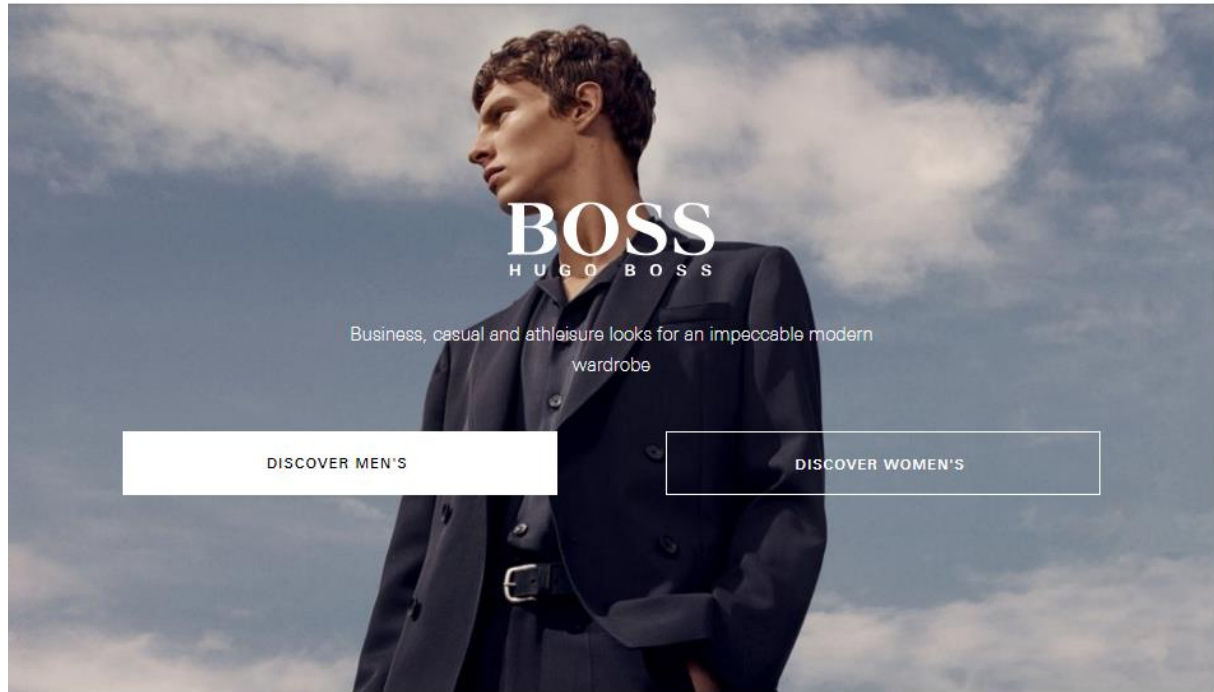 BOSS
HUGO BOSS
Business, casual and athleisure looks for an impeccable modern
wardrobe
DISCOVER MEN'S
DISCOVER WOMEN'S